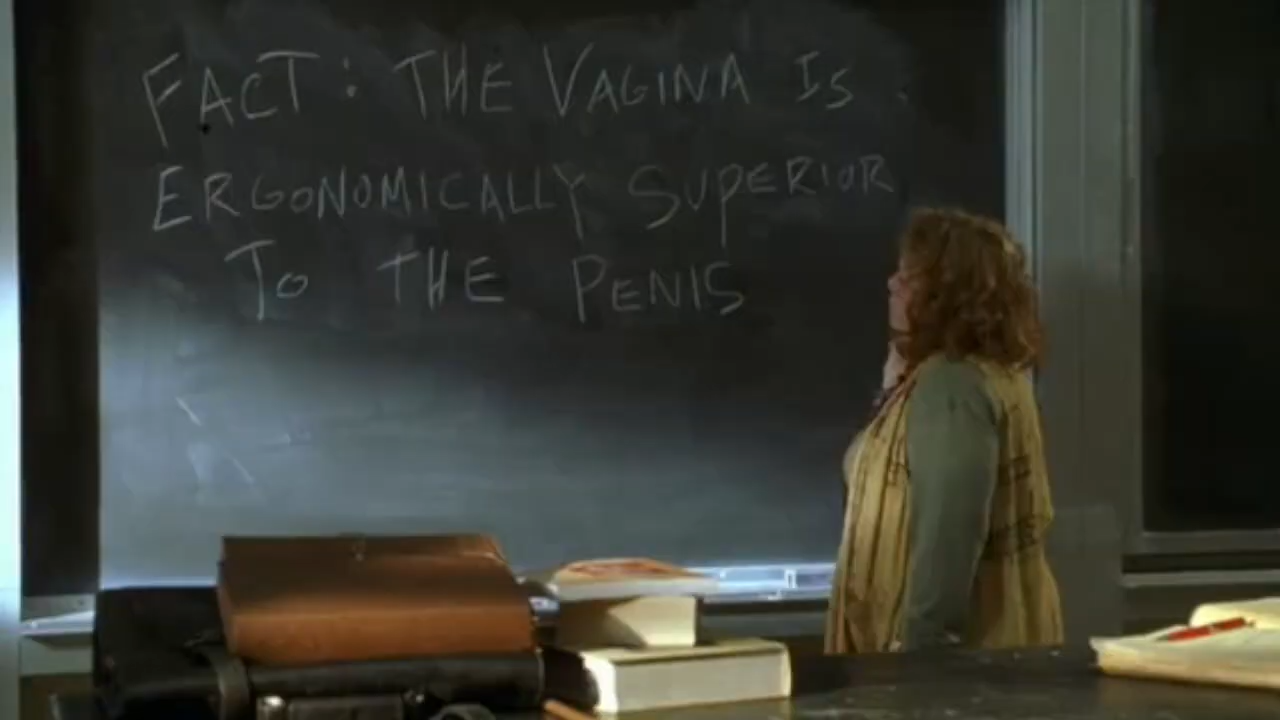 FACT: THE VAGINA IS
ERGONOMICALLY SUPERIOR
TO THE PENIS